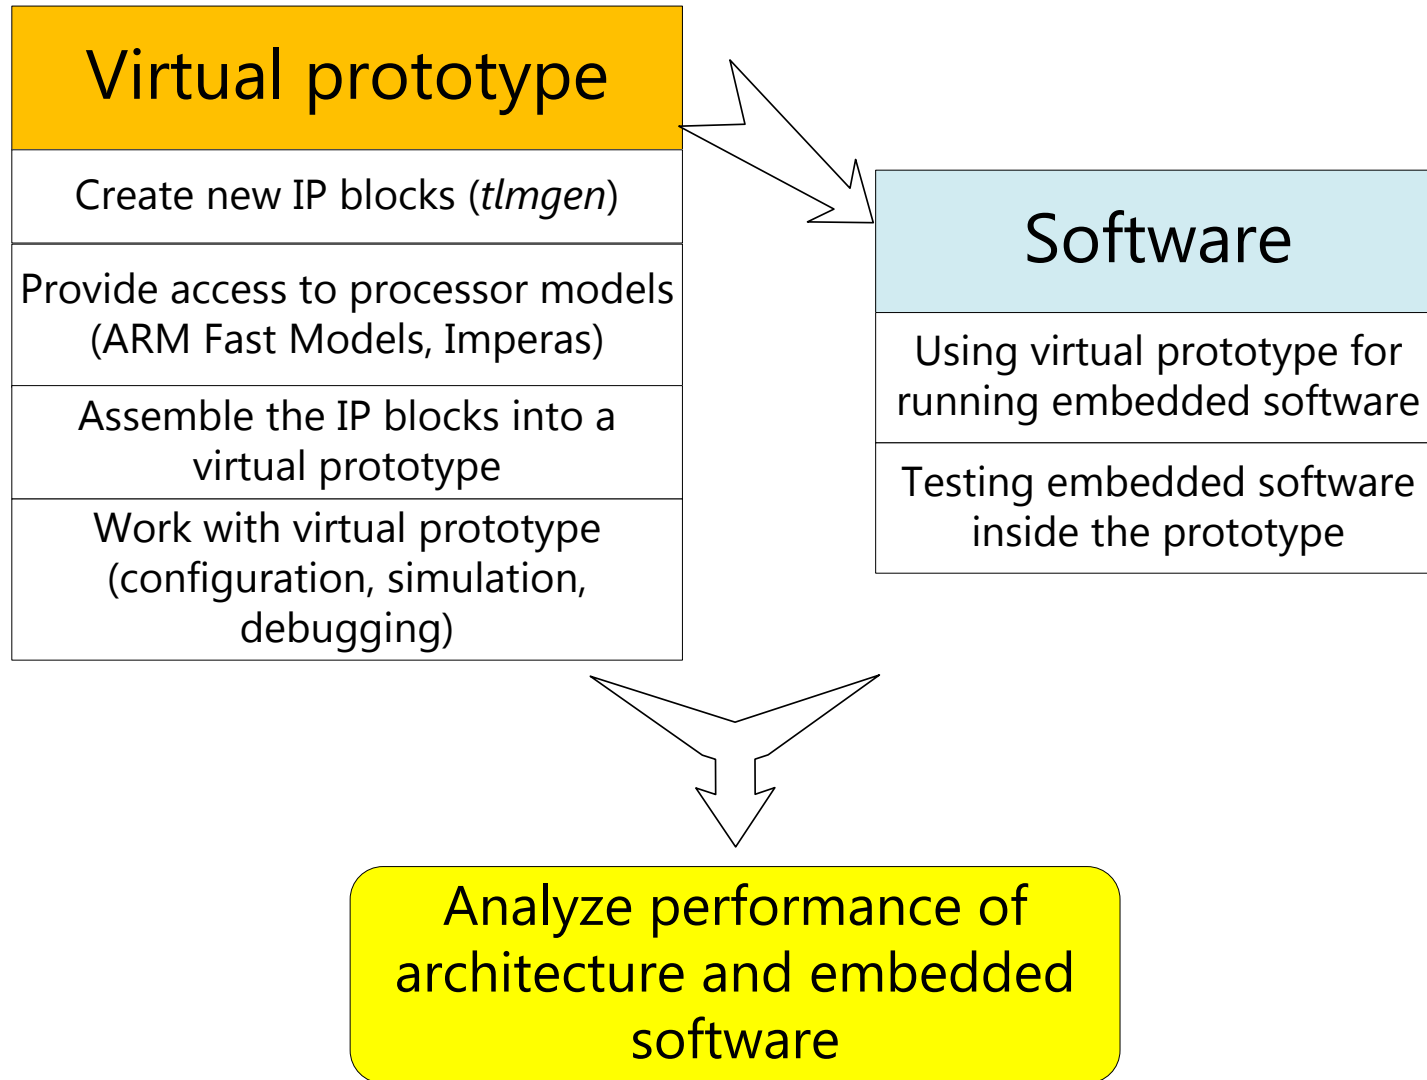 Virtual prototype
Create new IP blocks (tlmgen)
Provide access to processor models
(ARM Fast Models, Imperas)
Assemble the IP blocks into a
virtual prototype
Work with virtual prototype
(configuration, simulation,
debugging)
Software
Using virtual prototype for
running embedded software
Testing embedded software
inside the prototype
Analyze performance of
architecture and embedded
software